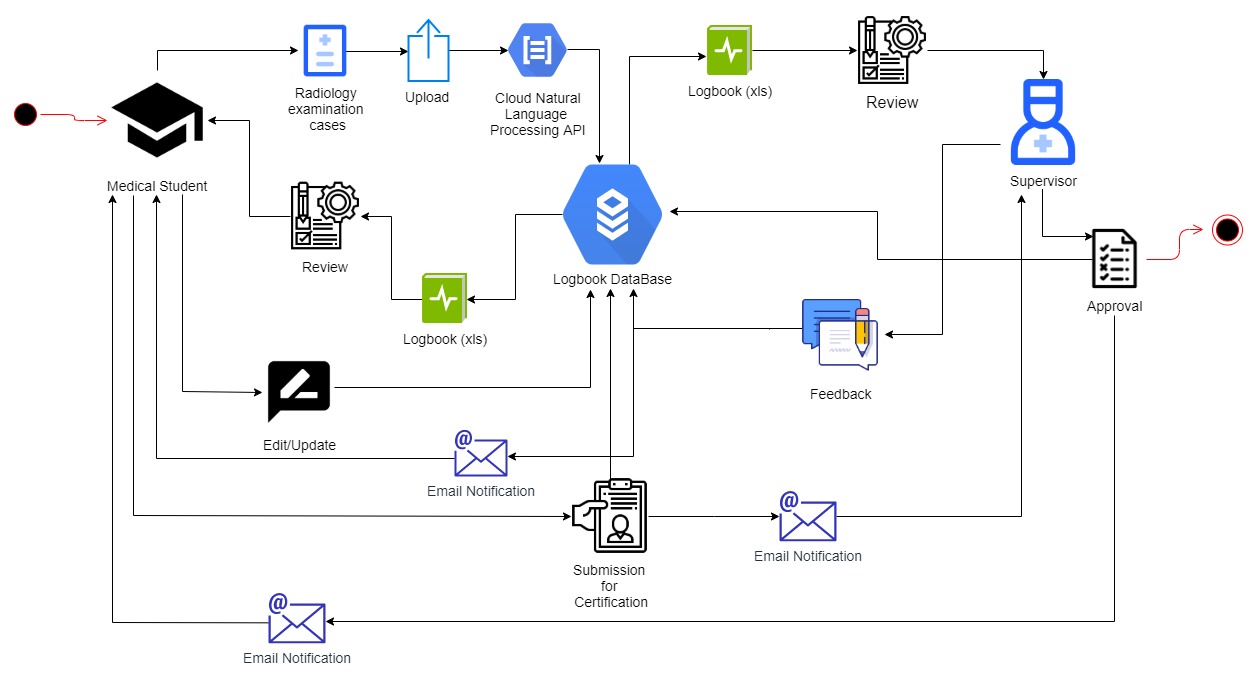 Radiology
examination
cases
Upload
Cloud Natural
Language
Processing API
Logbook (xls)
Review
Medical Student
Supervisor
Review
Logbook DataBase
Logbook (xls)
Approval
Feedback
Edit/Update
@
Email Notification
@
Email Notification
Submission
for
Certification
@
Email Notification